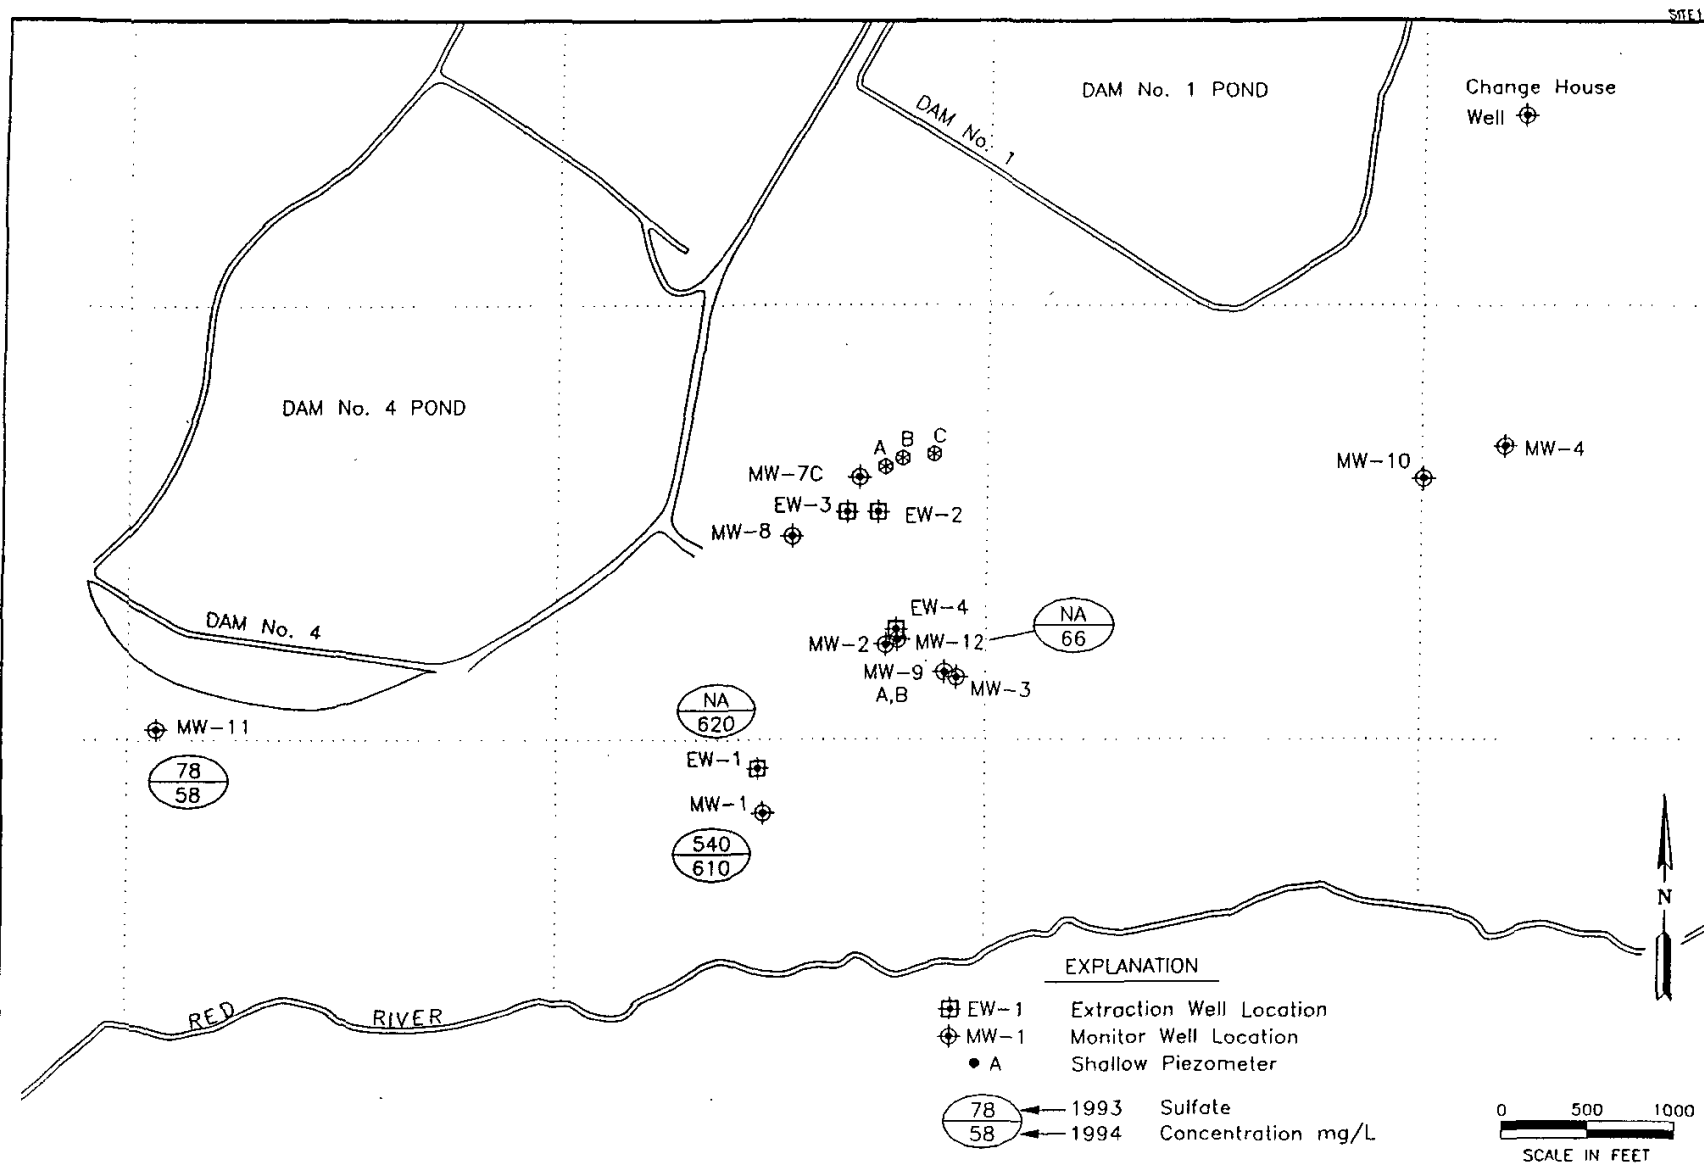 SITE1
DAM No. 1 POND
Change House
Well
DAM No. 1
DAM No. 4 POND
A
B
C
MW-7C
EW-3
EW-2
MW-8
MW-10
MW-4
DAM No. 4
EW-4
NA
66
MW-2
MW-12
MW-9
A,B
MW-3
NA
620
MW-11
78
58
EW-1
MW-1
540
610
N
RED RIVER
EXPLANATION
EW-1 Extraction Well Location
MW-1 Monitor Well Location
A Shallow Piezometer
78 1993 Sulfate
58 1994 Concentration mg/L
0 500 1000
SCALE IN FEET